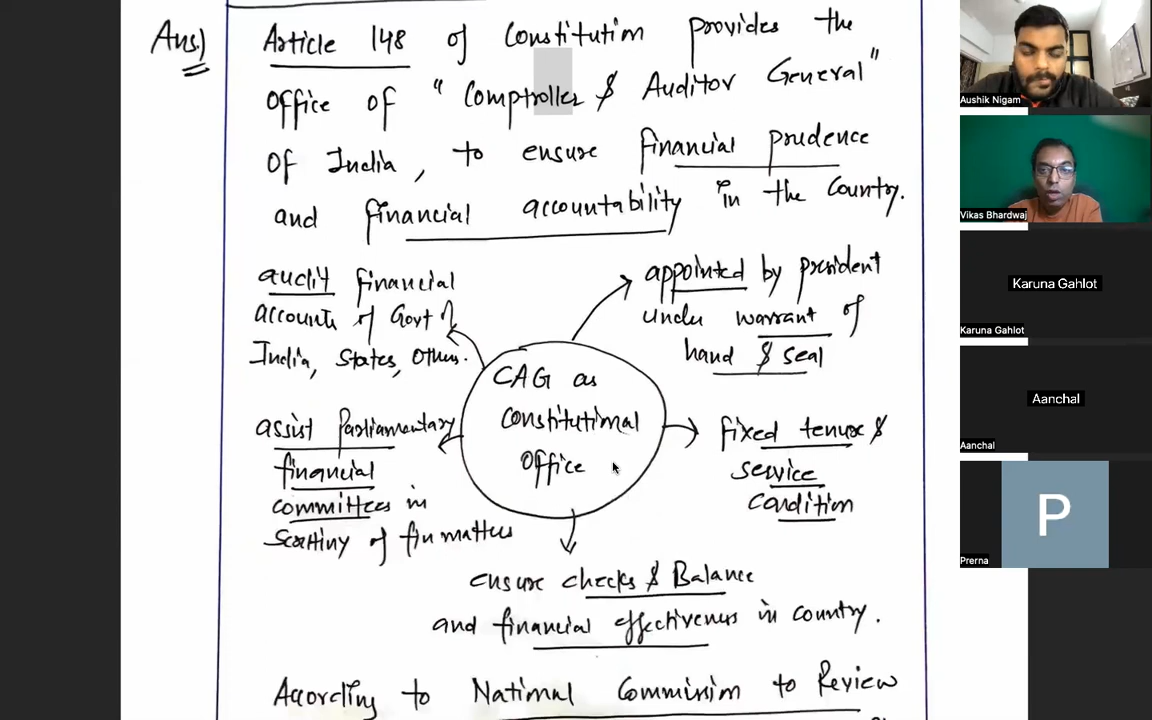 Ans.) Article 148 of Constitution provides the
Office of "Comptroller & Auditor General"
Of India, to ensure financial prudence
and financial accountability in the Country.
audit financial
accounts of Govt of
India, States, Others.
appointed by president
under warrant of
hand & seal
CAG as
Constitutional
Office
assist Parliamentary
financial
committees in
Scrutiny of fin matters
fixed tenure &
service
condition
ensure checks & Balance
and financial effectiveness in country.
According to National Commission to Review
Aushik Nigam
Vikas Bhardwaj
Karuna Gahlot
Karuna Gahlot
Aanchal
Aanchal
P
Prerna